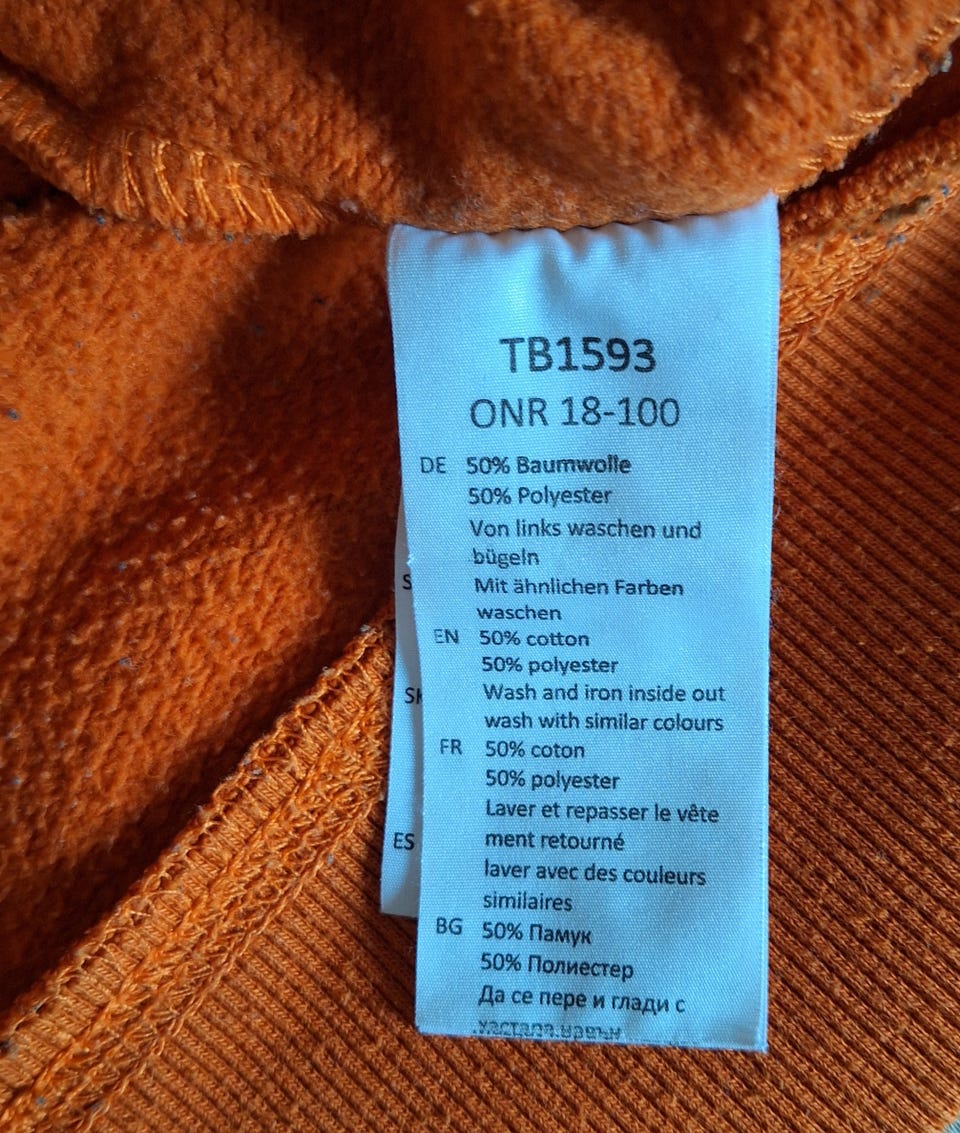 TB1593
ONR 18-100
DE 50% Baumwolle
50% Polyester
Von links waschen und
bügeln
Mit ähnlichen Farben
waschen
EN 50% cotton
50% polyester
Wash and iron inside out
wash with similar colours
FR 50% coton
50% polyester
Laver et repasser le vête
ment retourné
laver avec des couleurs
similaires
BG 50% Памук
50% Полиестер
Да се пере и глади с
S
SK
ES